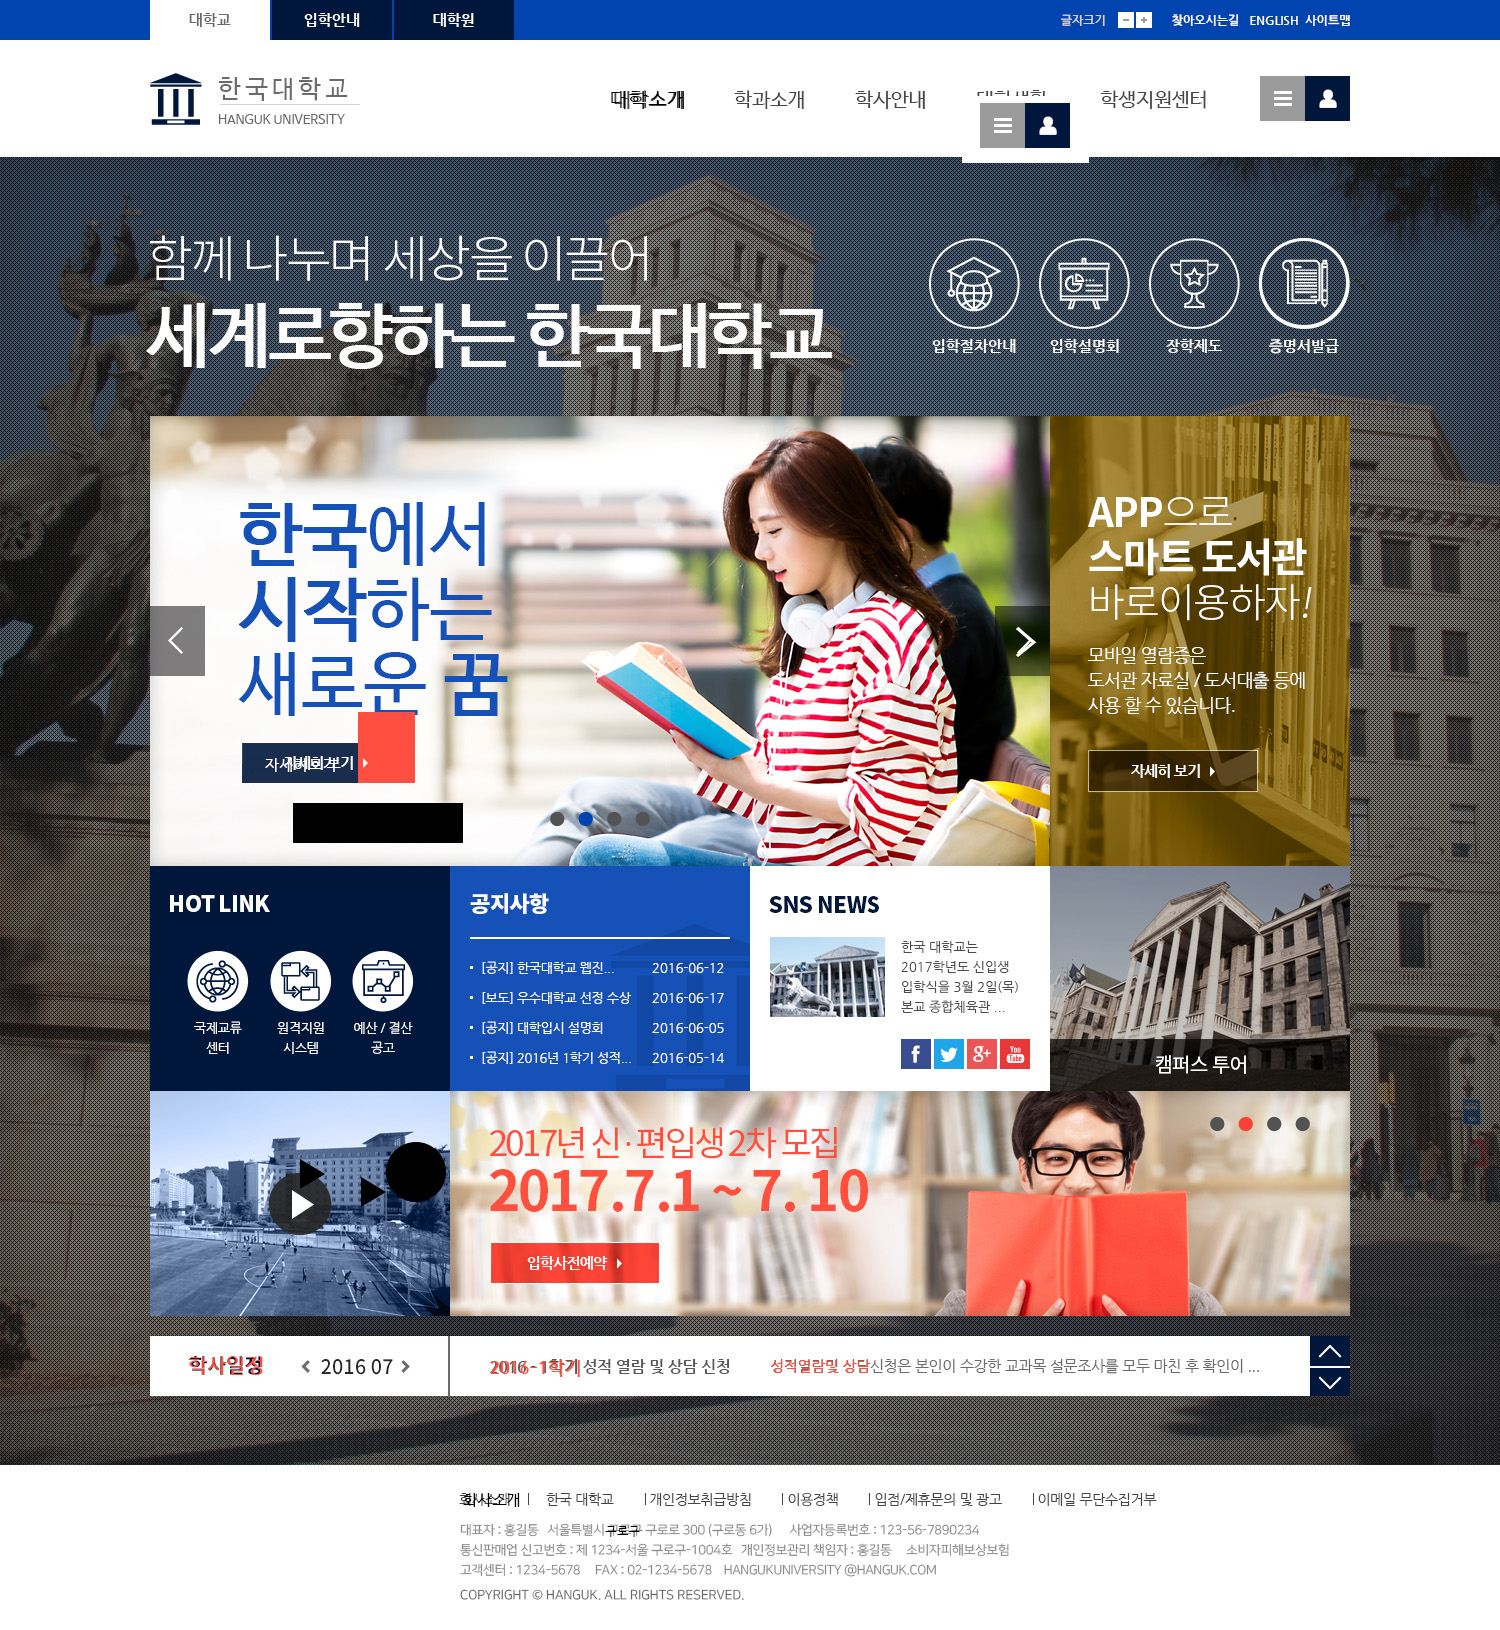 대학교 입학안내 대학원 글자크기 찾아오시는길 ENGLISH 사이트맵
한국대학교
HANGUK UNIVERSITY
대학소개 학과소개 학사안내 학생지원센터
함께 나누며 세상을 이끌어
세계로향하는 한국대학교
입학절차안내 입학설명회 장학제도 증명서발급
한국에서
시작하는
새로운 꿈
APP으로
스마트 도서관
바로이용하자!
모바일 열람증은
도서관 자료실 / 도서대출 등에
사용 할 수 있습니다.
자세히 보기
HOT LINK
국제교류
센터
원격지원
시스템
예산 / 결산
공고
공지사항
[공지] 한국대학교 웹진... 2016-06-12
[보도] 우수대학교 선정 수상 2016-06-17
[공지] 대학입시 설명회 2016-06-05
[공지] 2016년 1학기 성적... 2016-05-14
SNS NEWS
한국 대학교는
2017학년도 신입생
입학식을 3월 2일(목)
본교 종합체육관 ...
f g+ You Tube
캠퍼스 투어
2017년 신·편입생 2차 모집
2017.7.1 ~ 7. 10
입학사전예약
학사일정 2016 07 2016 - 1학기 성적 열람 및 상담 신청 성적열람및 상담신청은 본인이 수강한 교과목 설문조사를 모두 마친 후 확인이 ...
회사소개 | 한국 대학교 | 개인정보취급방침 | 이용정책 | 입점/제휴문의 및 광고 | 이메일 무단수집거부
대표자 : 홍길동 서울특별시 구로구 구로로 300 (구로동 6가) 사업자등록번호 : 123-56-7890234
통신판매업 신고번호 : 제 1234-서울 구로구-1004호 개인정보관리 책임자 : 홍길동 소비자피해보상보험
고객센터 : 1234-5678 FAX : 02-1234-5678 HANGUKUNIVERSITY @HANGUK.COM
COPYRIGHT © HANGUK. ALL RIGHTS RESERVED.